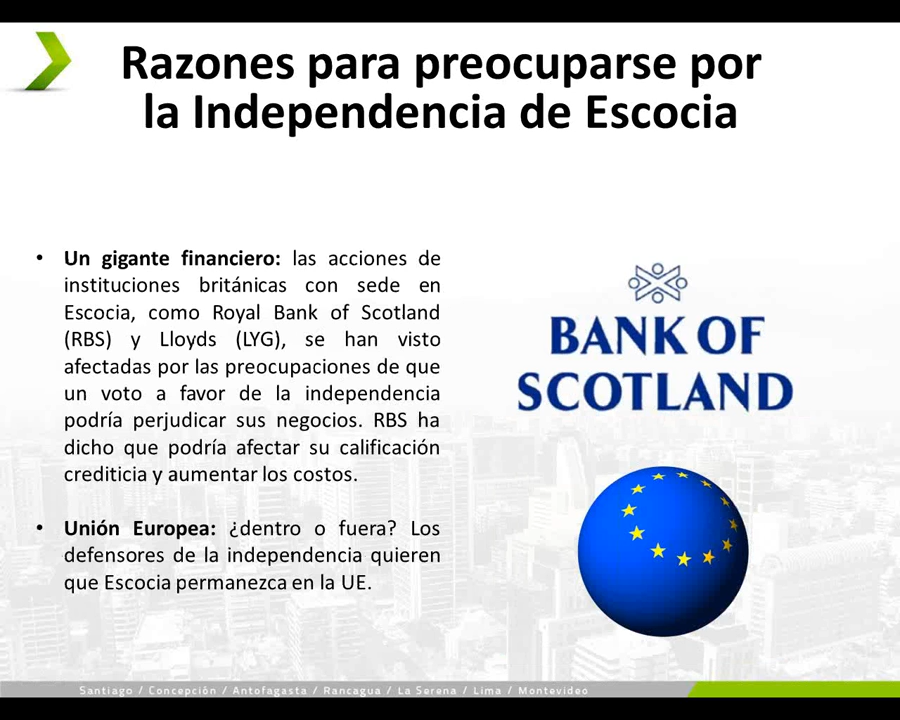 Razones para preocuparse por
la Independencia de Escocia
• Un gigante financiero: las acciones de
instituciones británicas con sede en
Escocia, como Royal Bank of Scotland
(RBS) y Lloyds (LYG), se han visto
afectadas por las preocupaciones de que
un voto a favor de la independencia
podría perjudicar sus negocios. RBS ha
dicho que podría afectar su calificación
crediticia y aumentar los costos.
• Unión Europea: ¿dentro o fuera? Los
defensores de la independencia quieren
que Escocia permanezca en la UE.
BANK OF
SCOTLAND
Santiago / Concepción / Antofagasta / Rancagua / La Serena / Lima / Montevideo